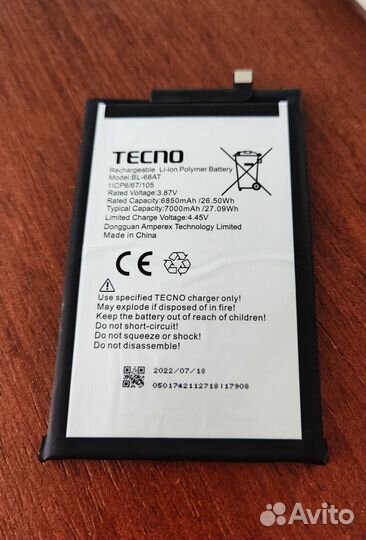 TECNO
Rechargeable Li-ion Polymer Battery
Model:BL-68AT
1ICP6/67/105
Rated Voltage:3.87V
Rated Capacity:6850mAh/26.50Wh
Typical Capacity:7000mAh/27.09Wh
Limited Charge Voltage:4.45V
Dongguan Amperex Technology Limited
Made in China
CE
Use specified TECNO charger only!
May explode if disposed of in fire!
Keep the battery out of reach of children!
Do not short-circuit!
Do not squeeze or shock!
Do not disassemble!
2022/07/18
0501742112718117908
Avito